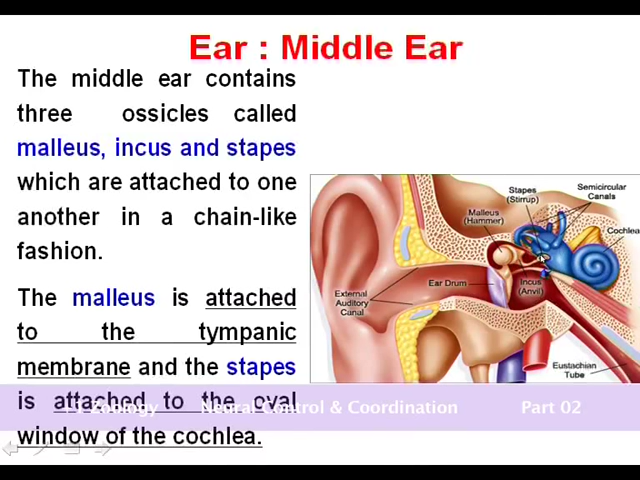 Ear : Middle Ear
The middle ear contains
three ossicles called
malleus, incus and stapes
which are attached to one
another in a chain-like
fashion.
The malleus is attached
to the tympanic
membrane and the stapes
is attached to the oval
window of the cochlea.
Stapes
(Stirrup)
Semicircular
Canals
Malleus
(Hammer)
Cochlea
Ear Drum
Incus
(Anvil)
External
Auditory
Canal
Eustachian
Tube
11 Zoology Neural Control & Coordination Part 02